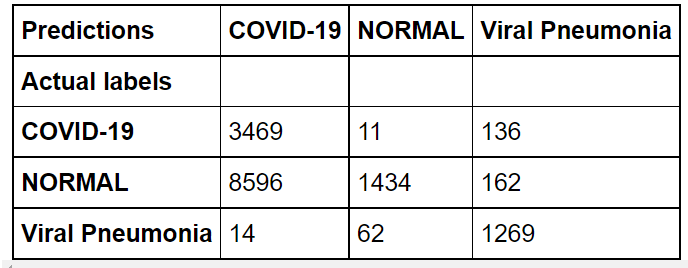 Predictions COVID-19 NORMAL Viral Pneumonia
Actual labels
COVID-19 3469 11 136
NORMAL 8596 1434 162
Viral Pneumonia 14 62 1269